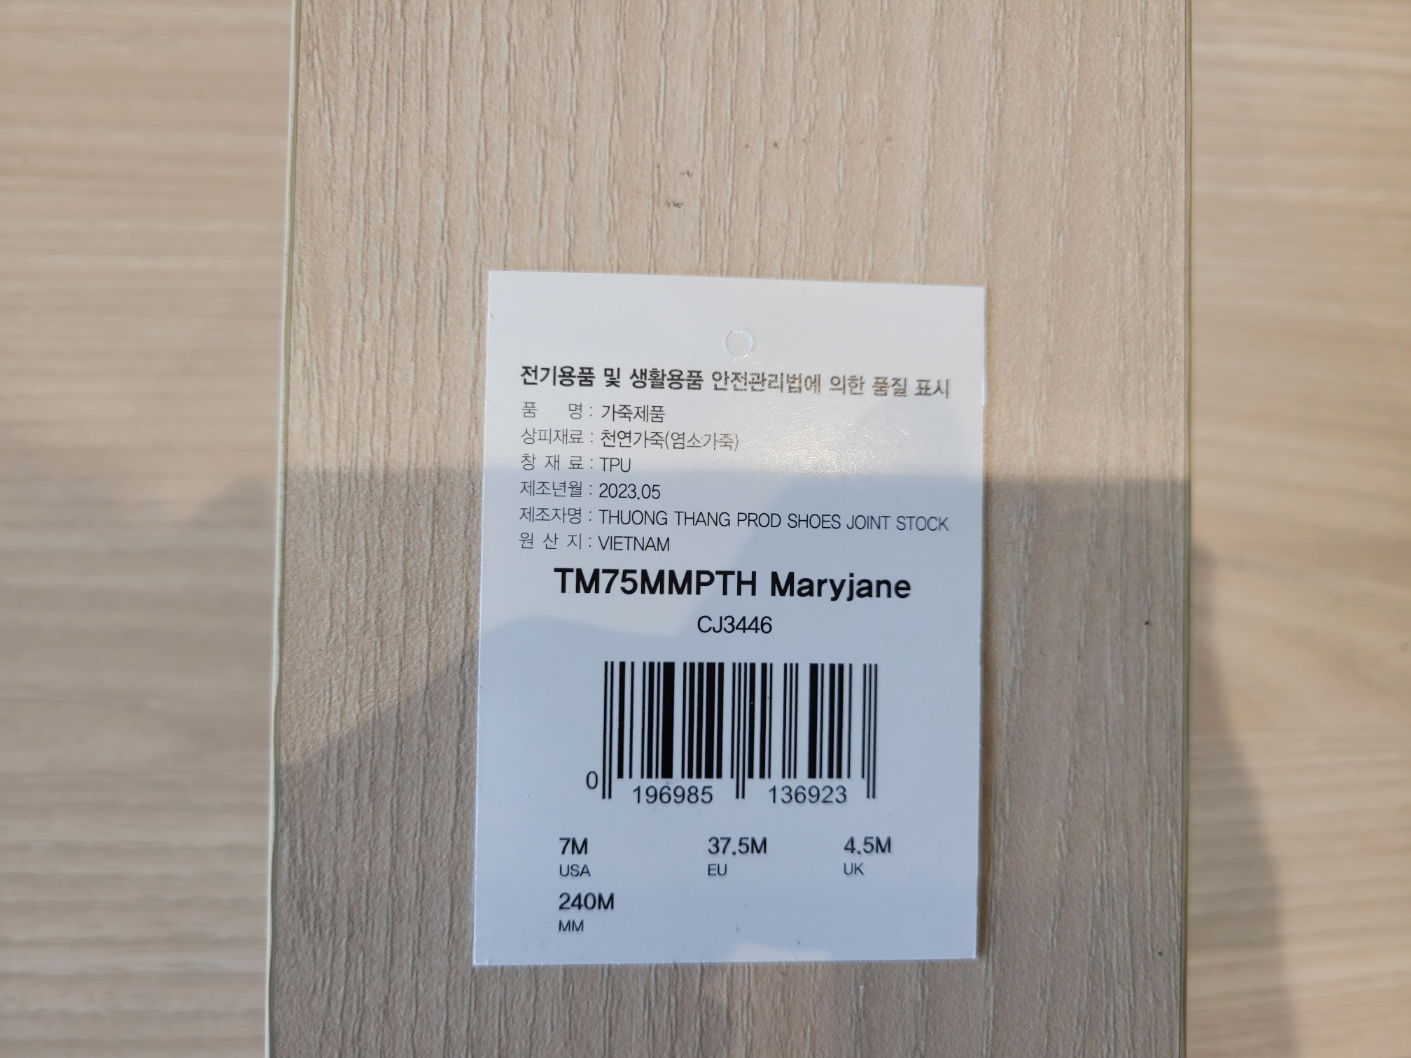 전기용품 및 생활용품 안전관리법에 의한 품질 표시
품 명 : 가죽제품
상피재료 : 천연가죽(염소가죽)
창 재 료 : TPU
제조년월 : 2023.05
제조자명 : THUONG THANG PROD SHOES JOINT STOCK
원 산 지 : VIETNAM
TM75MMPTH Maryjane
CJ3446
0 196985 136923
7M 37.5M 4.5M
USA EU UK
240M
MM